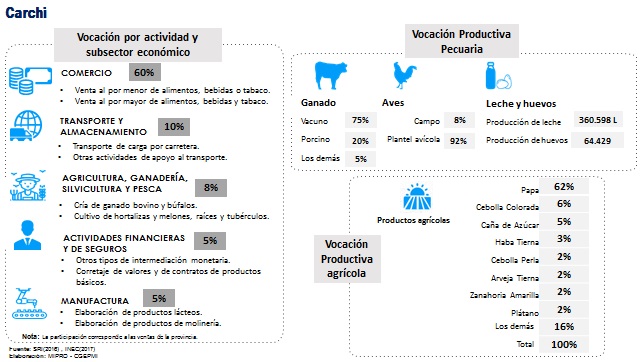 Carchi
Vocación por actividad y
subsector económico
COMERCIO 60%
• Venta al por menor de alimentos, bebidas o tabaco.
• Venta al por mayor de alimentos, bebidas y tabaco.
TRANSPORTE Y
ALMACENAMIENTO 10%
• Transporte de carga por carretera.
• Otras actividades de apoyo al transporte.
AGRICULTURA, GANADERÍA,
SILVICULTURA Y PESCA 8%
• Cría de ganado bovino y búfalos.
• Cultivo de hortalizas y melones, raíces y tubérculos.
ACTIVIDADES FINANCIERAS
Y DE SEGUROS 5%
• Otros tipos de intermediación monetaria.
• Corretaje de valores y de contratos de productos
básicos.
MANUFACTURA 5%
• Elaboración de productos lácteos.
• Elaboración de productos de molinería.
Nota: La participación corresponde a las ventas de la provincia.
Fuente: SRI(2016) , INEC(2017)
Elaboración: MIPRO - CGEPMI
Vocación Productiva
Pecuaria
Ganado
Vacuno 75%
Porcino 20%
Los demás 5%
Aves
Campo 8%
Plantel avícola 92%
Leche y huevos
Producción de leche 360.598 L
Producción de huevos 64.429
Vocación
Productiva
agrícola
Productos agrícolas
Papa 62%
Cebolla Colorada 6%
Caña de Azúcar 5%
Haba Tierna 3%
Cebolla Perla 2%
Arveja Tierna 2%
Zanahoria Amarilla 2%
Plátano 2%
Los demás 16%
Total 100%